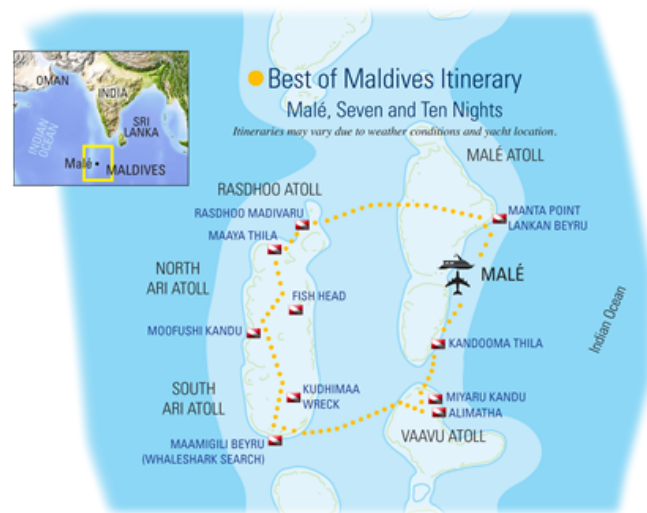 Best of Maldives Itinerary
Malé, Seven and Ten Nights
Itineraries may vary due to weather conditions and yacht location.
OMAN
INDIA
SRI
LANKA
INDIAN
OCEAN
Malé
MALDIVES
MALÉ ATOLL
RASDHOO ATOLL
RASDHOO MADIVARU
MANTA POINT
LANKAN BEYRU
MAAYA THILA
NORTH
ARI ATOLL
MALÉ
FISH HEAD
MOOFUSHI KANDU
KANDOOMA THILA
Indian Ocean
SOUTH
ARI ATOLL
KUDHIMAA
WRECK
MIYARU KANDU
ALIMATHA
VAAVU ATOLL
MAAMIGILI BEYRU
(WHALESHARK SEARCH)